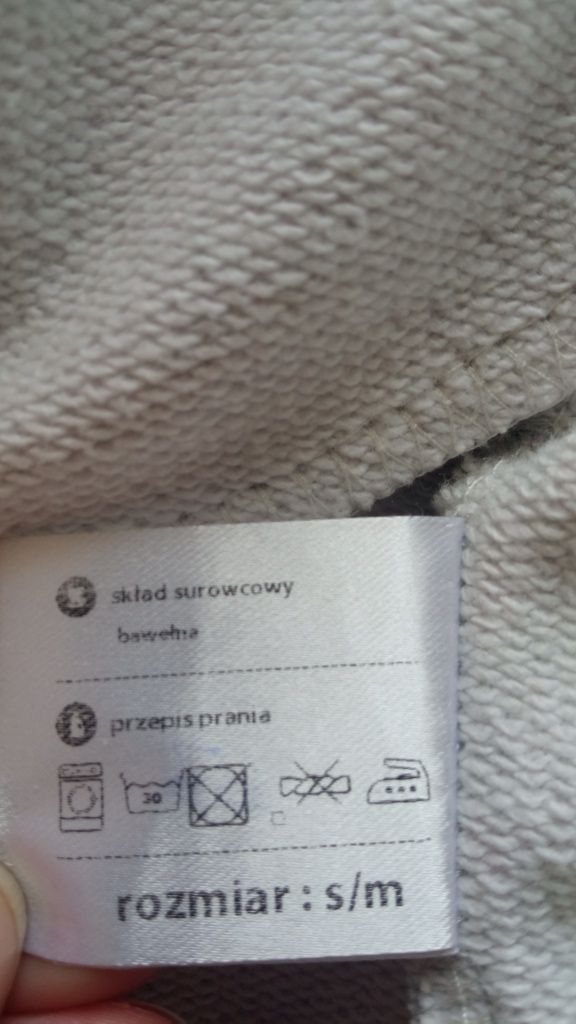 skład surowcowy
bawełna
przepis prania
30
rozmiar : s/m